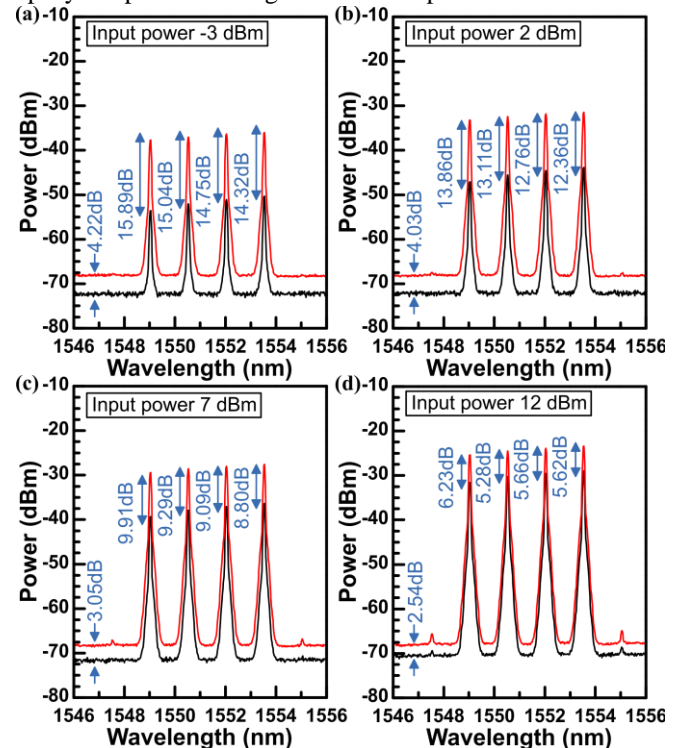 (a)
Input power -3 dBm
Power (dBm)
-10
-20
-30
-40
-50
-60
-70
-80
4.22dB
15.89dB
15.04dB
14.75dB
14.32dB
1546 1548 1550 1552 1554 1556
Wavelength (nm)
(b)
Input power 2 dBm
Power (dBm)
-10
-20
-30
-40
-50
-60
-70
-80
4.03dB
13.86dB
13.11dB
12.76dB
12.36dB
1546 1548 1550 1552 1554 1556
Wavelength (nm)
(c)
Input power 7 dBm
Power (dBm)
-10
-20
-30
-40
-50
-60
-70
-80
3.05dB
9.91dB
9.29dB
9.09dB
8.80dB
1546 1548 1550 1552 1554 1556
Wavelength (nm)
(d)
Input power 12 dBm
Power (dBm)
-10
-20
-30
-40
-50
-60
-70
-80
2.54dB
6.23dB
5.28dB
5.66dB
5.62dB
1546 1548 1550 1552 1554 1556
Wavelength (nm)